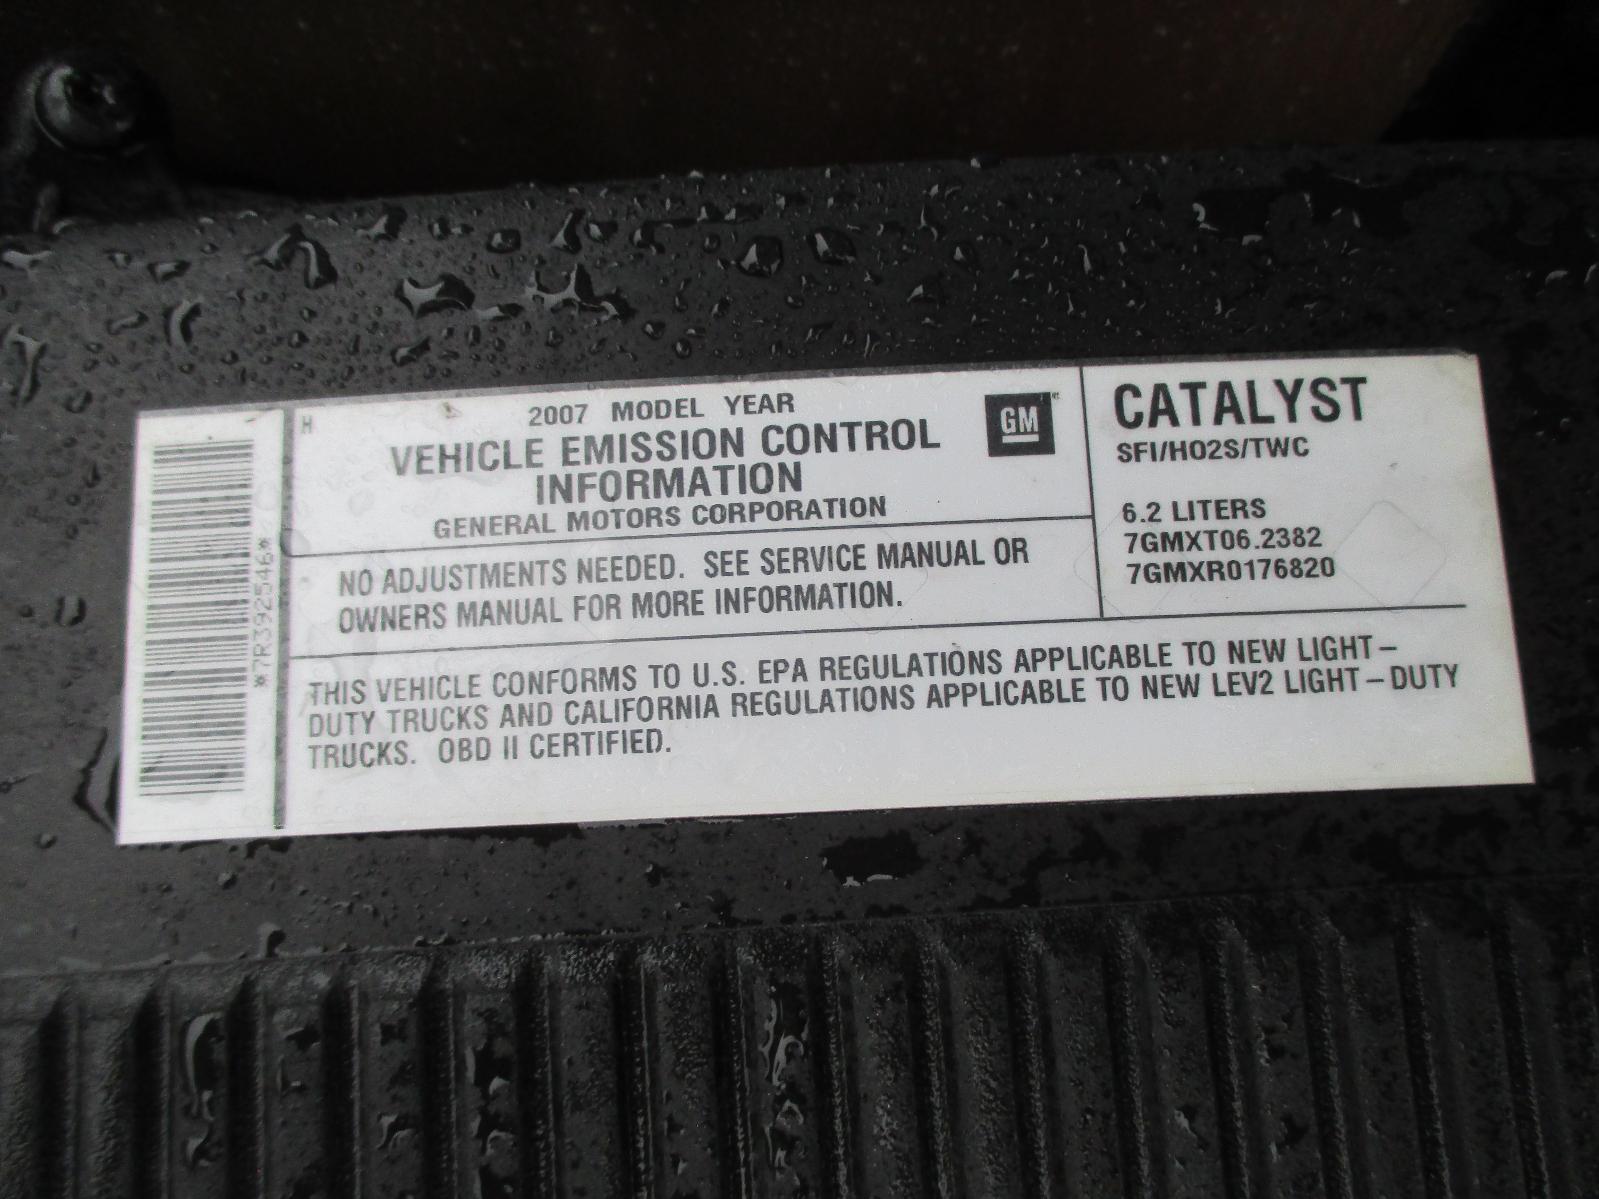 *7R392546*
H
2007 MODEL YEAR
VEHICLE EMISSION CONTROL
INFORMATION
GENERAL MOTORS CORPORATION
GM
NO ADJUSTMENTS NEEDED. SEE SERVICE MANUAL OR
OWNERS MANUAL FOR MORE INFORMATION.
CATALYST
SFI/HO2S/TWC
6.2 LITERS
7GMXT06.2382
7GMXR0176820
THIS VEHICLE CONFORMS TO U.S. EPA REGULATIONS APPLICABLE TO NEW LIGHT-
DUTY TRUCKS AND CALIFORNIA REGULATIONS APPLICABLE TO NEW LEV2 LIGHT-DUTY
TRUCKS. OBD II CERTIFIED.